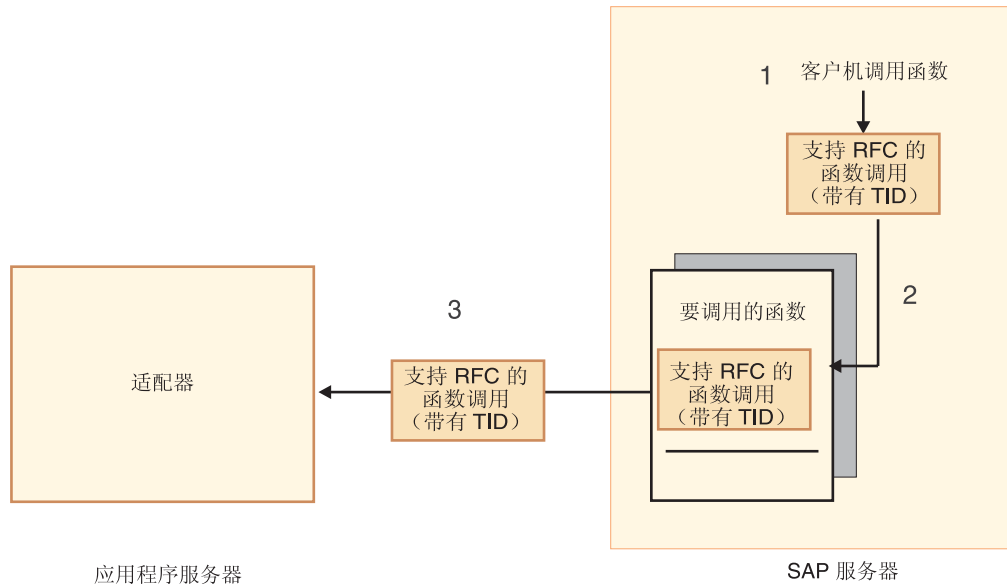 1
客户机调用函数
支持 RFC 的
函数调用
（带有 TID）
2
要调用的函数
支持 RFC 的
函数调用
（带有 TID）
3
支持 RFC 的
函数调用
（带有 TID）
适配器
应用程序服务器
SAP 服务器